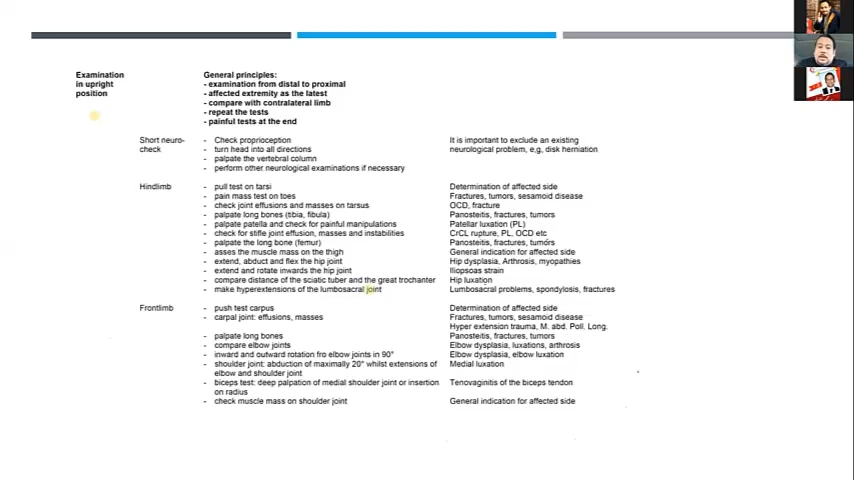 Examination General principles:
in upright - examination from distal to proximal
position - affected extremity as the latest
- compare with contralateral limb
- repeat the tests
- painful tests at the end
Short neuro- - Check proprioception It is important to exclude an existing
check - turn head into all directions neurological problem, e,g, disk herniation
- palpate the vertebral column
- perform other neurological examinations if necessary
Hindlimb - pull test on tarsi Determination of affected side
- pain mass test on toes Fractures, tumors, sesamoid disease
- check joint effusions and masses on tarsus OCD, fracture
- palpate long bones (tibia, fibula) Panosteitis, fractures, tumors
- palpate patella and check for painful manipulations Patellar luxation (PL)
- check for stifle joint effusion, masses and instabilities CrCL rupture, PL, OCD etc
- palpate the long bone (femur) Panosteitis, fractures, tumors
- asses the muscle mass on the thigh General indication for affected side
- extend, abduct and flex the hip joint Hip dysplasia, Arthrosis, myopathies
- extend and rotate inwards the hip joint Iliopsoas strain
- compare distance of the sciatic tuber and the great trochanter Hip luxation
- make hyperextensions of the lumbosacral joint Lumbosacral problems, spondylosis, fractures
Frontlimb - push test carpus Determination of affected side
- carpal joint: effusions, masses Fractures, tumors, sesamoid disease
Hyper extension trauma, M. abd. Poll. Long.
- palpate long bones Panosteitis, fractures, tumors
- compare elbow joints Elbow dysplasia, luxations, arthrosis
- inward and outward rotation fro elbow joints in 90° Elbow dysplasia, elbow luxation
- shoulder joint: abduction of maximally 20° whilst extensions of Medial luxation
elbow and shoulder joint
- biceps test: deep palpation of medial shoulder joint or insertion Tenovaginitis of the biceps tendon
on radius
- check muscle mass on shoulder joint General indication for affected side